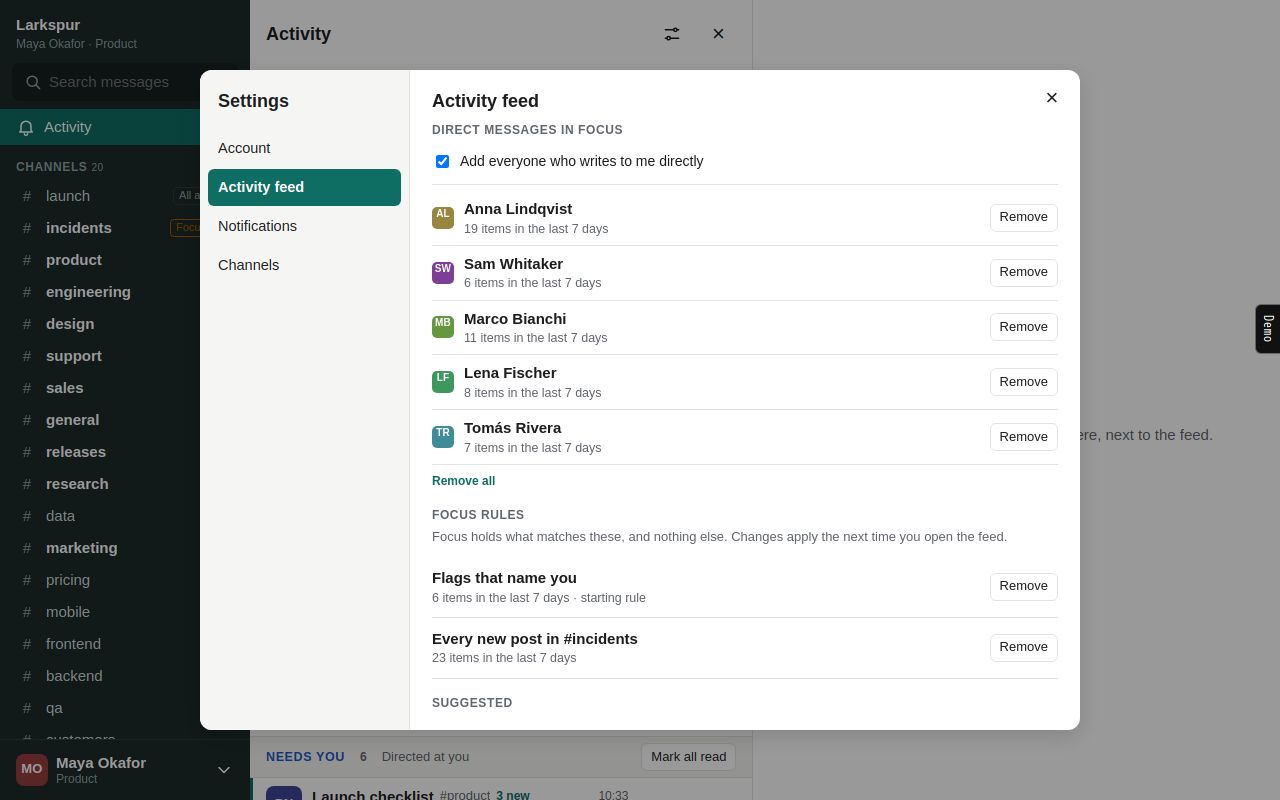 Larkspur
Maya Okafor · Product
Search messages
Activity
CHANNELS 20
# launch
All a
# incidents
Focu
# product
# engineering
# design
# support
# sales
# general
# releases
# research
# data
# marketing
# pricing
# mobile
# frontend
# backend
# qa
# customers
MO
Maya Okafor
Product
Activity
Settings
Account
Activity feed
Notifications
Channels
Activity feed
DIRECT MESSAGES IN FOCUS
Add everyone who writes to me directly
AL
Anna Lindqvist
19 items in the last 7 days
Remove
SW
Sam Whitaker
6 items in the last 7 days
Remove
MB
Marco Bianchi
11 items in the last 7 days
Remove
LF
Lena Fischer
8 items in the last 7 days
Remove
TR
Tomás Rivera
7 items in the last 7 days
Remove
Remove all
FOCUS RULES
Focus holds what matches these, and nothing else. Changes apply the next time you open the feed.
Flags that name you
6 items in the last 7 days · starting rule
Remove
Every new post in #incidents
23 items in the last 7 days
Remove
SUGGESTED
ere, next to the feed.
Demo
NEEDS YOU 6 Directed at you
Mark all read
Launch checklist #product 3 new 10:33